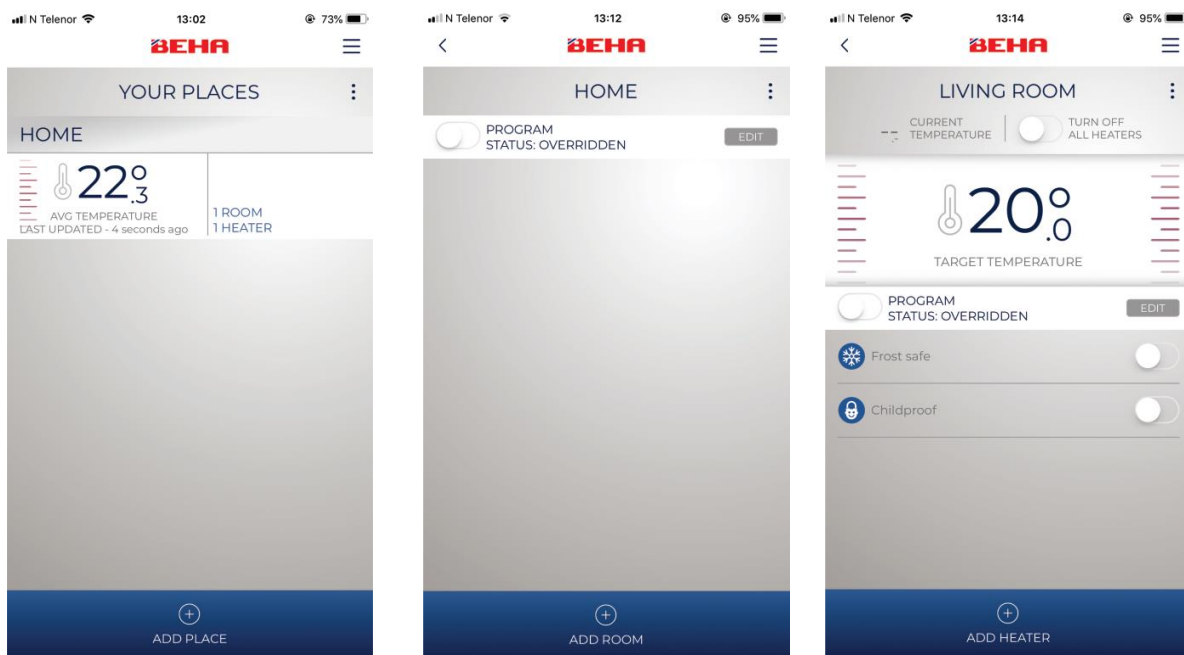 N Telenor 13:02 73%
BEHA
YOUR PLACES
HOME
22°.3
AVG TEMPERATURE
LAST UPDATED - 4 seconds ago
1 ROOM
1 HEATER
ADD PLACE
N Telenor 13:12 95%
BEHA
HOME
PROGRAM
STATUS: OVERRIDDEN
EDIT
ADD ROOM
N Telenor 13:14 95%
BEHA
LIVING ROOM
--.-
CURRENT
TEMPERATURE
TURN OFF
ALL HEATERS
20°.0
TARGET TEMPERATURE
PROGRAM
STATUS: OVERRIDDEN
EDIT
Frost safe
Childproof
ADD HEATER